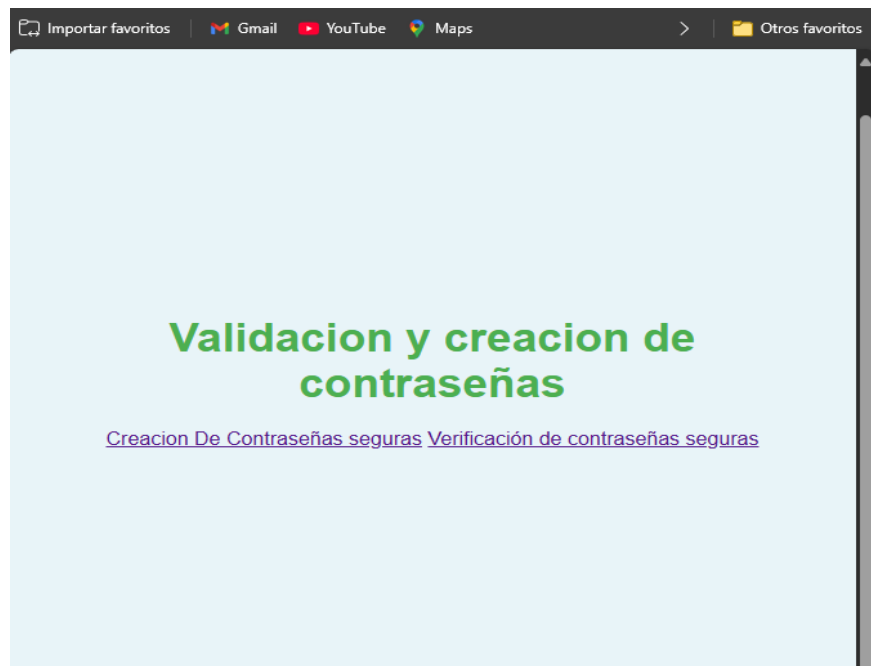 Importar favoritos Gmail YouTube Maps Otros favoritos
Validacion y creacion de
contraseñas
Creacion De Contraseñas seguras Verificación de contraseñas seguras